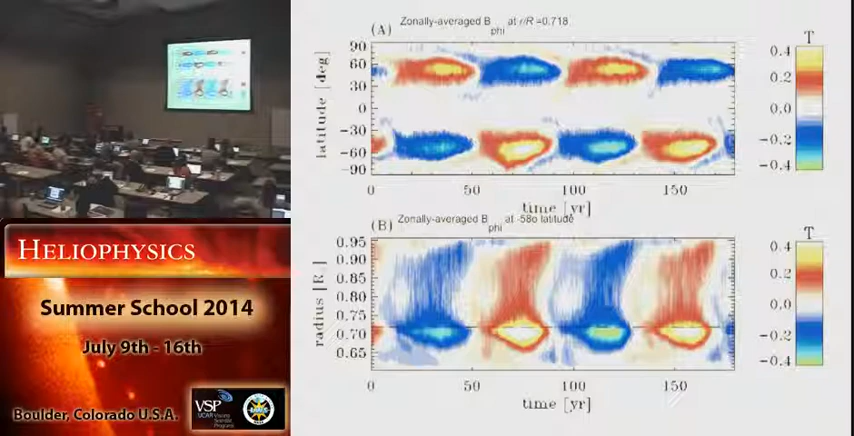 HELIOPHYSICS
Summer School 2014
July 9th - 16th
Boulder, Colorado U.S.A.
VSP
UCAR Visiting
Scientist
Programs
(A) Zonally-averaged B phi at r/R =0.718
latitude [deg]
90
60
30
0
-30
-60
-90
0 50 100 150
time [yr]
T
0.4
0.2
0.0
-0.2
-0.4
(B) Zonally-averaged B phi at -58o latitude
radius [R
0.95
0.90
0.85
0.80
0.75
0.70
0.65
0 50 100 150
time [yr]
T
0.4
0.2
0.0
-0.2
-0.4